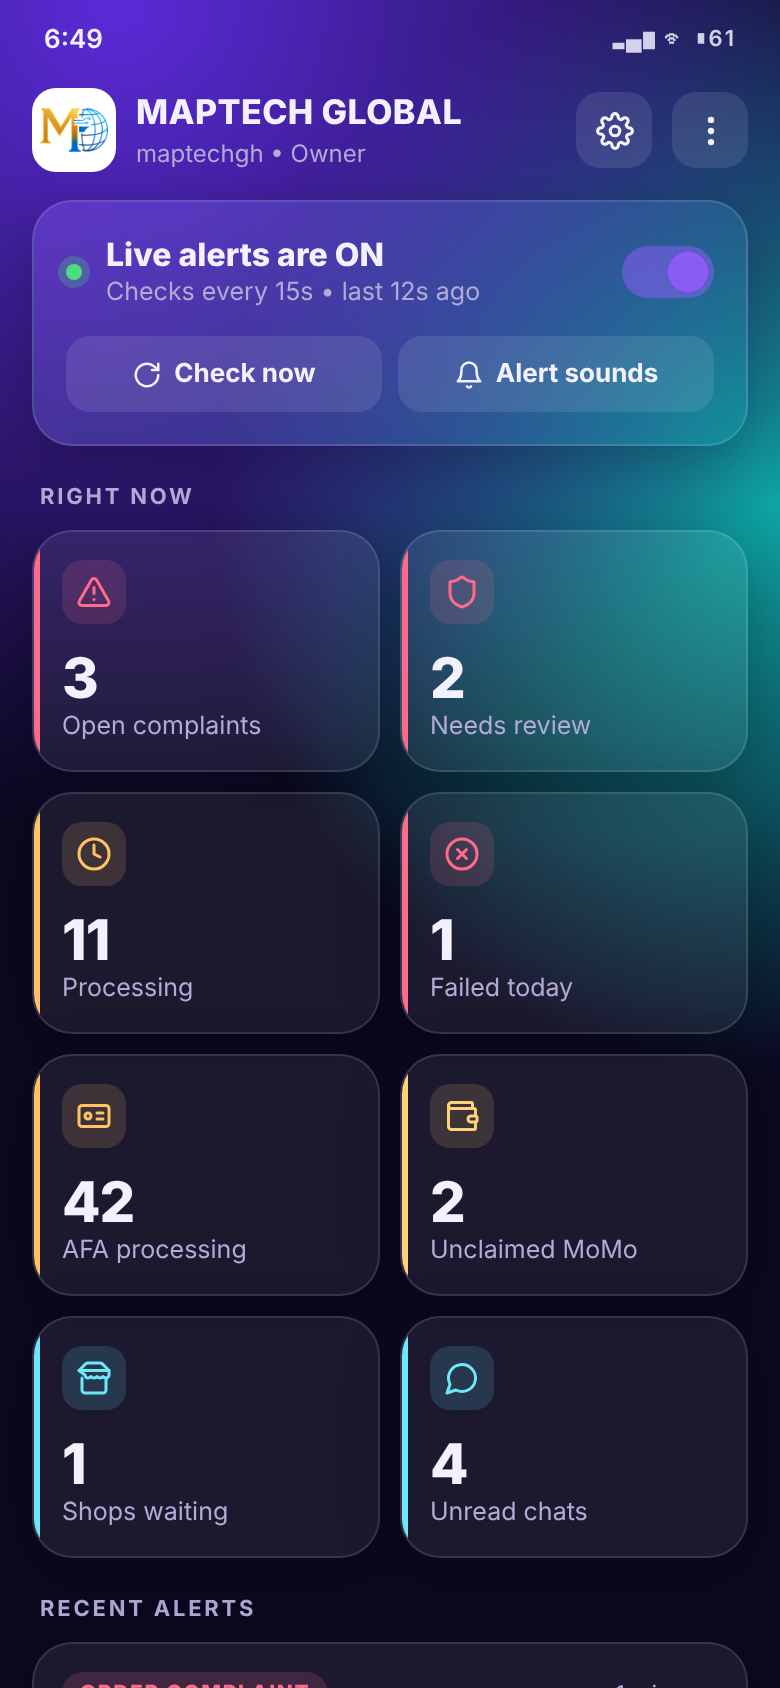 6:49
61
MAPTECH GLOBAL
maptechgh • Owner
Live alerts are ON
Checks every 15s • last 12s ago
Check now
Alert sounds
RIGHT NOW
3
Open complaints
2
Needs review
11
Processing
1
Failed today
42
AFA processing
2
Unclaimed MoMo
1
Shops waiting
4
Unread chats
RECENT ALERTS
ORDER COMPLAINT